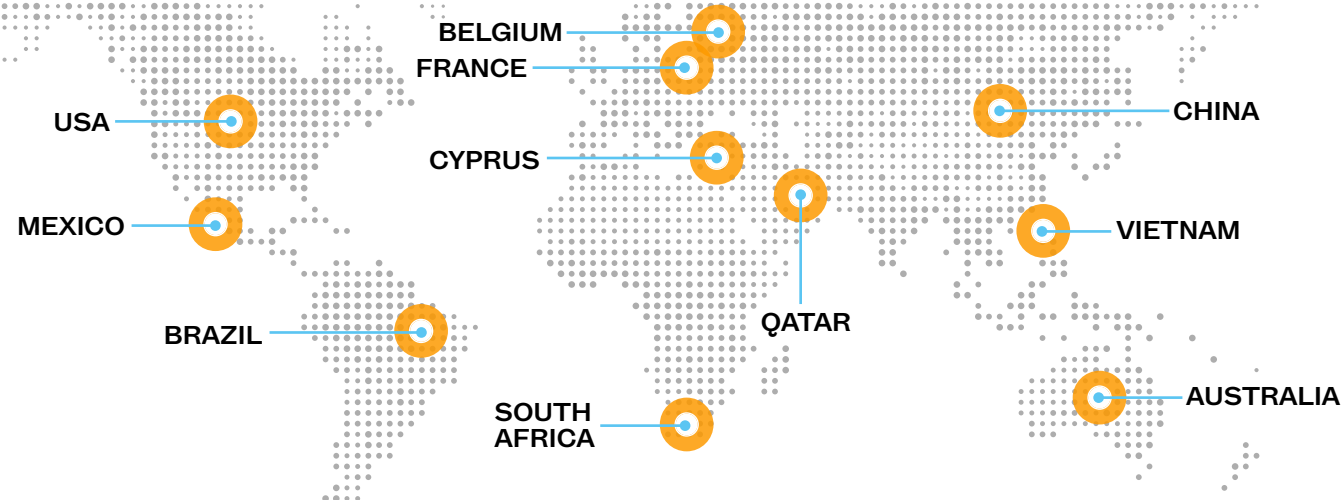 BELGIUM
FRANCE
USA
CHINA
CYPRUS
MEXICO
VIETNAM
BRAZIL
QATAR
SOUTH
AFRICA
AUSTRALIA